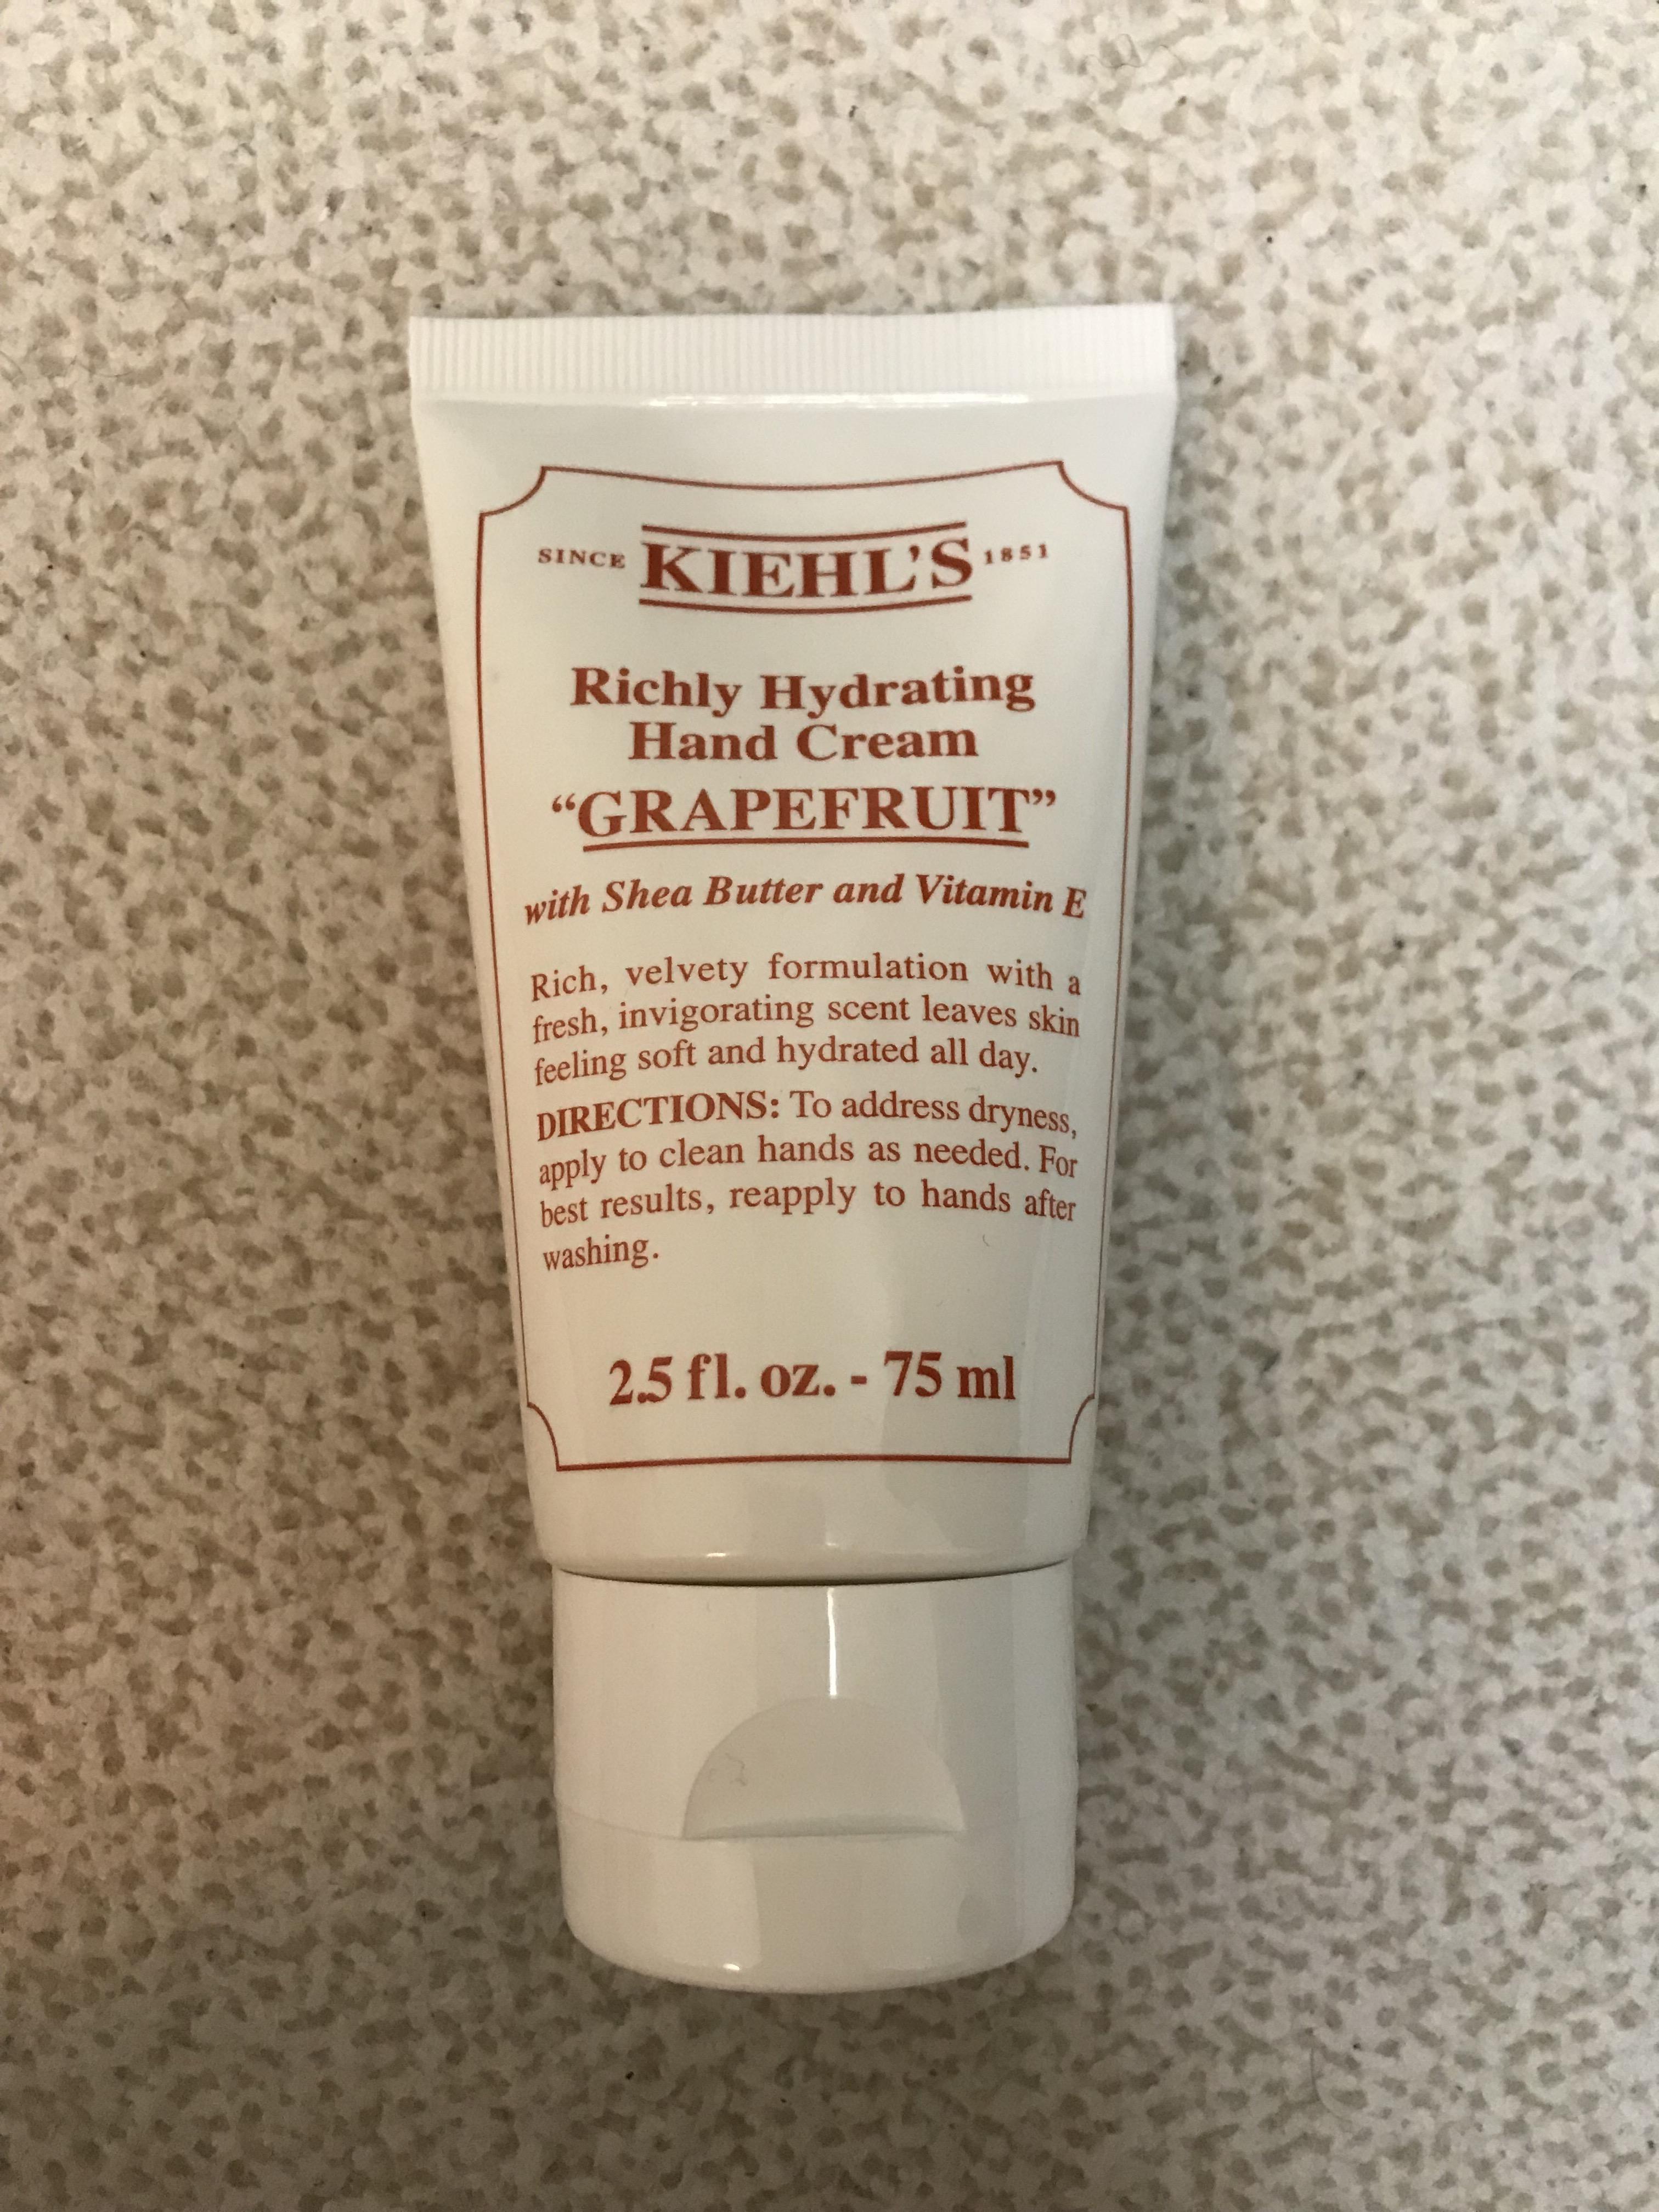 SINCE KIEHL'S 1851
Richly Hydrating
Hand Cream
“GRAPEFRUIT”
with Shea Butter and Vitamin E
Rich, velvety formulation with a
fresh, invigorating scent leaves skin
feeling soft and hydrated all day.
DIRECTIONS: To address dryness,
apply to clean hands as needed. For
best results, reapply to hands after
washing.
2.5 fl. oz. - 75 ml